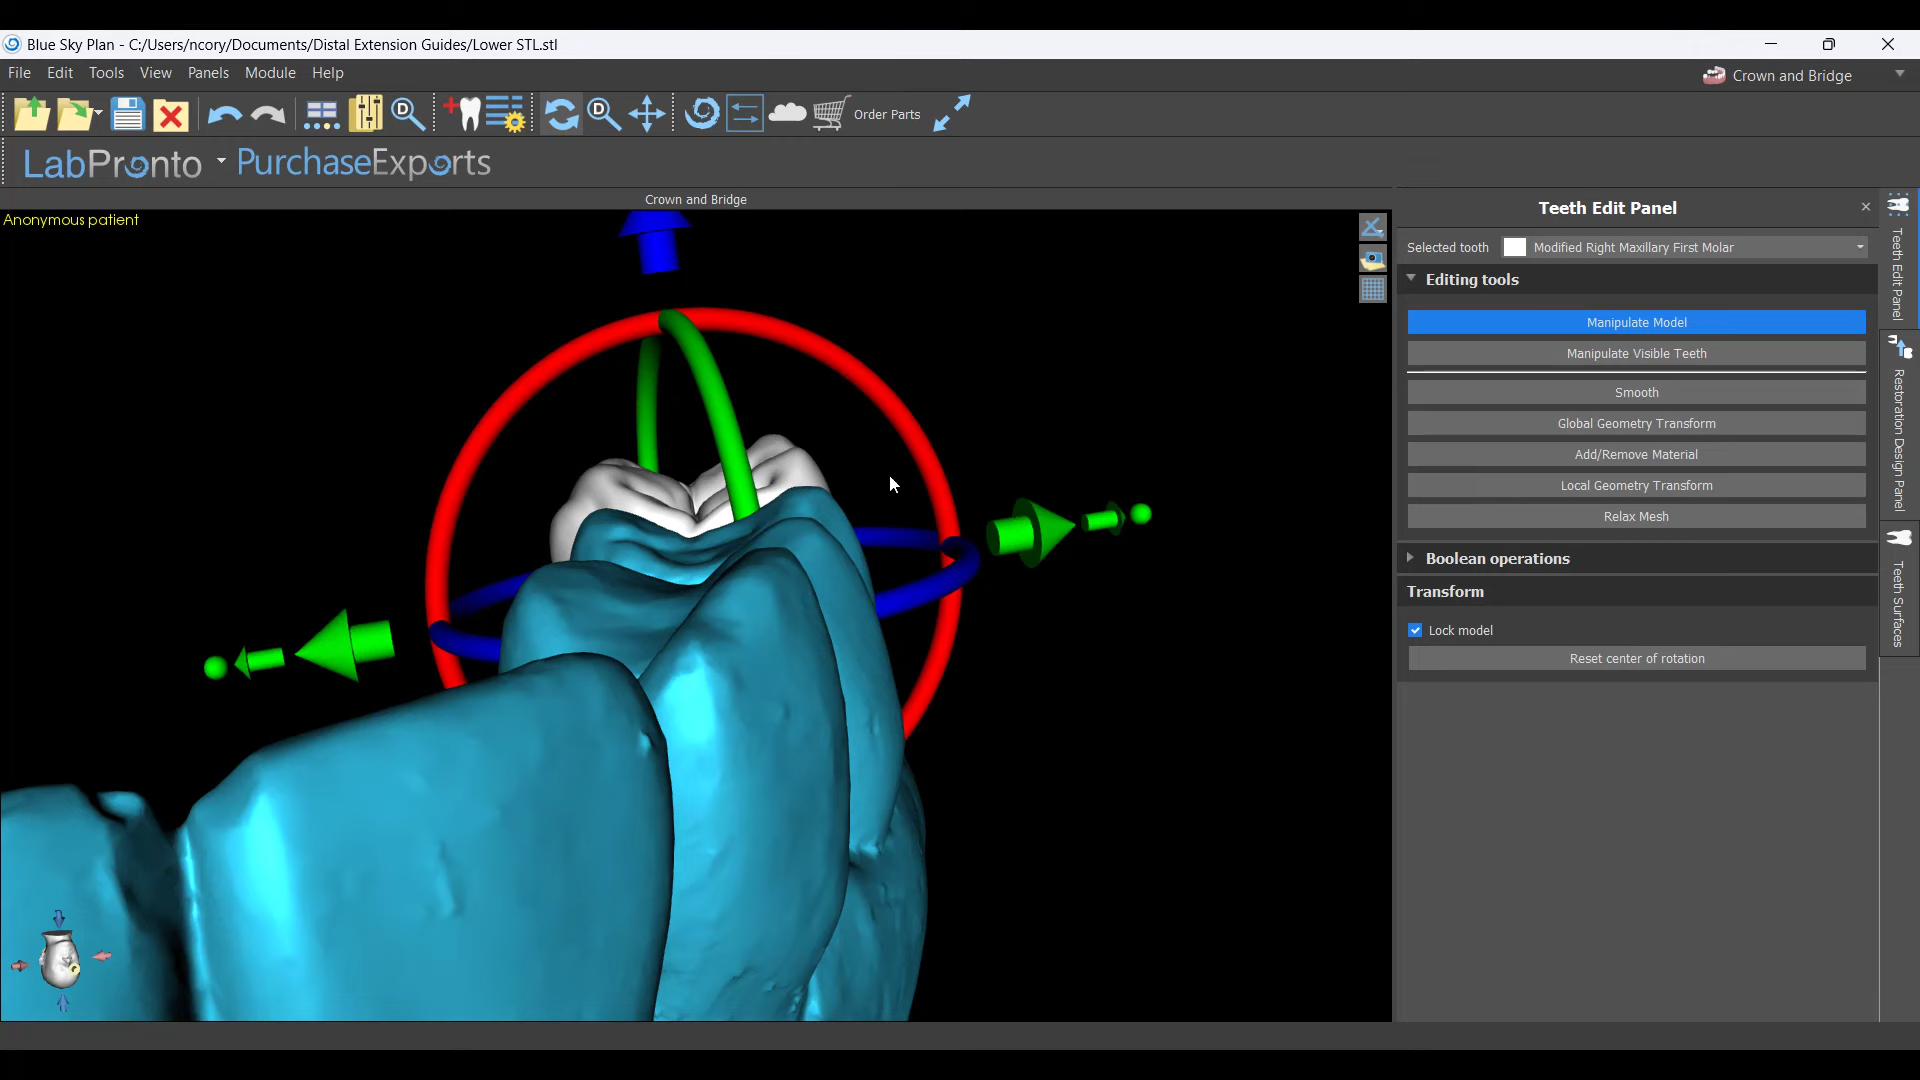 Blue Sky Plan - C:/Users/ncory/Documents/Distal Extension Guides/Lower STL.stl
File Edit Tools View Panels Module Help
Crown and Bridge
Order Parts
LabPronto PurchaseExports
Crown and Bridge
Anonymous patient
Teeth Edit Panel
Selected tooth Modified Right Maxillary First Molar
Editing tools
Manipulate Model
Manipulate Visible Teeth
Smooth
Global Geometry Transform
Add/Remove Material
Local Geometry Transform
Relax Mesh
Boolean operations
Transform
Lock model
Reset center of rotation
Teeth Edit Panel
Restoration Design Panel
Teeth Surfaces